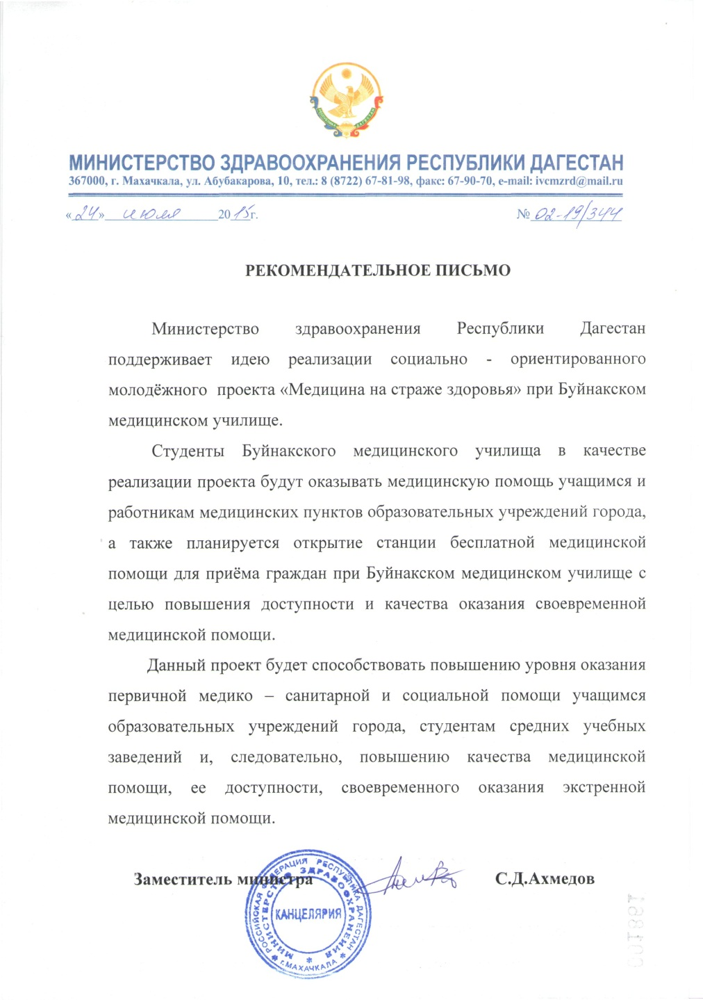 МИНИСТЕРСТВО ЗДРАВООХРАНЕНИЯ РЕСПУБЛИКИ ДАГЕСТАН
367000, г. Махачкала, ул. Абубакарова, 10, тел.: 8 (8722) 67-81-98, факс: 67-90-70, e-mail: ivcmzrd@mail.ru
«24» июля 2015г. № 02-19/344
РЕКОМЕНДАТЕЛЬНОЕ ПИСЬМО
Министерство здравоохранения Республики Дагестан
поддерживает идею реализации социально - ориентированного
молодёжного проекта «Медицина на страже здоровья» при Буйнакском
медицинском училище.
Студенты Буйнакского медицинского училища в качестве
реализации проекта будут оказывать медицинскую помощь учащимся и
работникам медицинских пунктов образовательных учреждений города,
а также планируется открытие станции бесплатной медицинской
помощи для приёма граждан при Буйнакском медицинском училище с
целью повышения доступности и качества оказания своевременной
медицинской помощи.
Данный проект будет способствовать повышению уровня оказания
первичной медико – санитарной и социальной помощи учащимся
образовательных учреждений города, студентам средних учебных
заведений и, следовательно, повышению качества медицинской
помощи, ее доступности, своевременного оказания экстренной
медицинской помощи.
Заместитель министра С.Д.Ахмедов
РОССИЙСКАЯ ФЕДЕРАЦИЯ РЕСПУБЛИКА ДАГЕСТАН
МИНИСТЕРСТВО ЗДРАВООХРАНЕНИЯ
КАНЦЕЛЯРИЯ
г.МАХАЧКАЛА